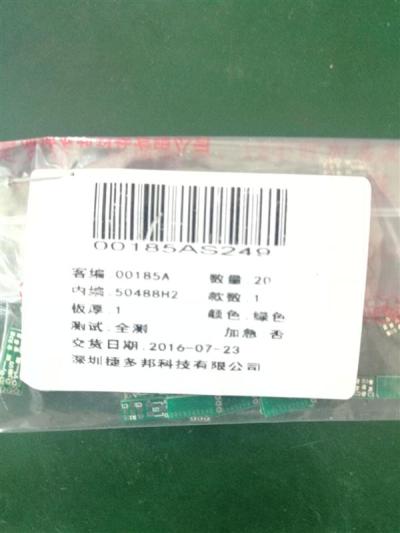 00185AS249
客编 00185A 数量.20
内编.50488H2 款数 1
板厚.1 颜色.绿色
测试.全测 加急 否
交货日期.2016-07-23
深圳捷多邦科技有限公司